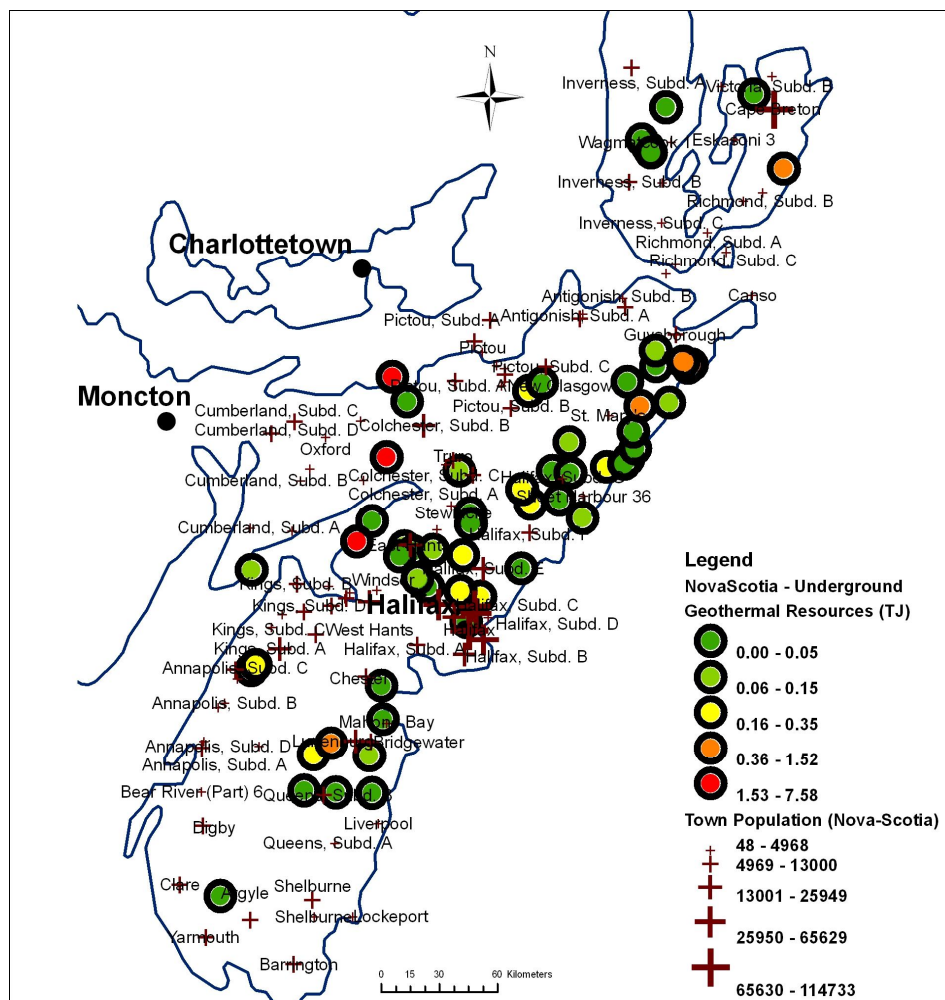 N
Inverness, Subd. A
Victoria, Subd. B
Cape Breton
Wagmatcook 1
Eskasoni 3
Inverness, Subd. B
Richmond, Subd. B
Inverness, Subd. C
Richmond, Subd. A
Richmond, Subd. C
Charlottetown
Antigonish, Subd. B
Canso
Pictou, Subd. A
Antigonish, Subd. A
Guysborough
Pictou
Pictou, Subd. C
Pictou, Subd. A
New Glasgow
Moncton
Pictou, Subd. B
Cumberland, Subd. C
St. Mary's
Colchester, Subd. B
Cumberland, Subd. D
Oxford
Truro
Colchester, Subd. C
Halifax, Subd.
Cumberland, Subd. B
Colchester, Subd. A
Sheet Harbour 36
Stewiacke
Cumberland, Subd. A
Halifax, Subd. F
East Hants
Halifax, Subd. E
Kings, Subd. B
Windsor
Kings, Subd. D
Halifax
Halifax, Subd. C
Halifax, Subd. D
Kings, Subd. C
West Hants
Halifax
Kings, Subd. A
Halifax, Subd. A
Halifax, Subd. B
Annapolis, Subd. C
Chester
Annapolis, Subd. B
Mahone Bay
Lunenburg
Bridgewater
Annapolis, Subd. D
Annapolis, Subd. A
Bear River (Part) 6
Queens, Subd. B
Digby
Liverpool
Queens, Subd. A
Clare
Argyle
Shelburne
Shelburne
Lockeport
Yarmouth
Barrington
0 15 30 60 Kilometers
Legend
NovaScotia - Underground
Geothermal Resources (TJ)
0.00 - 0.05
0.06 - 0.15
0.16 - 0.35
0.36 - 1.52
1.53 - 7.58
Town Population (Nova-Scotia)
48 - 4968
4969 - 13000
13001 - 25949
25950 - 65629
65630 - 114733